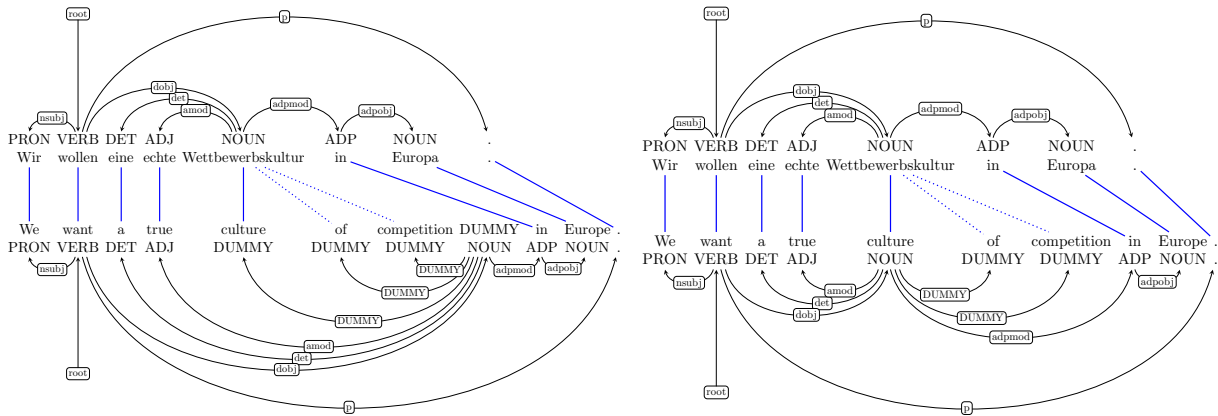 root
p
dobj
det
amod
adpmod
adpobj
nsubj
PRON VERB DET ADJ NOUN ADP NOUN .
Wir wollen eine echte Wettbewerbskultur in Europa .
We want a true culture of competition DUMMY in Europe .
PRON VERB DET ADJ DUMMY DUMMY DUMMY NOUN ADP NOUN .
nsubj
DUMMY
adpmod
adpobj
DUMMY
DUMMY
amod
det
dobj
root
p
root
p
dobj
det
amod
adpmod
adpobj
nsubj
PRON VERB DET ADJ NOUN ADP NOUN .
Wir wollen eine echte Wettbewerbskultur in Europa .
We want a true culture of competition in Europe .
PRON VERB DET ADJ NOUN DUMMY DUMMY ADP NOUN .
nsubj
adpobj
amod
DUMMY
det
dobj
DUMMY
adpmod
root
p